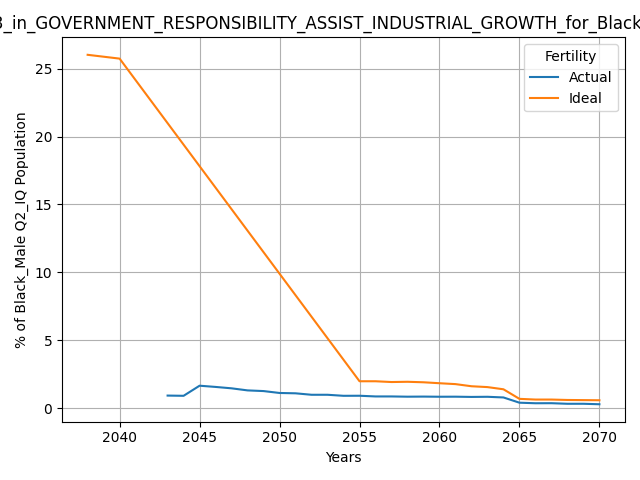 _in_GOVERNMENT_RESPONSIBILITY_ASSIST_INDUSTRIAL_GROWTH_for_Black
Fertility
Actual
Ideal
% of Black_Male Q2_IQ Population
25
20
15
10
5
0
2040 2045 2050 2055 2060 2065 2070
Years